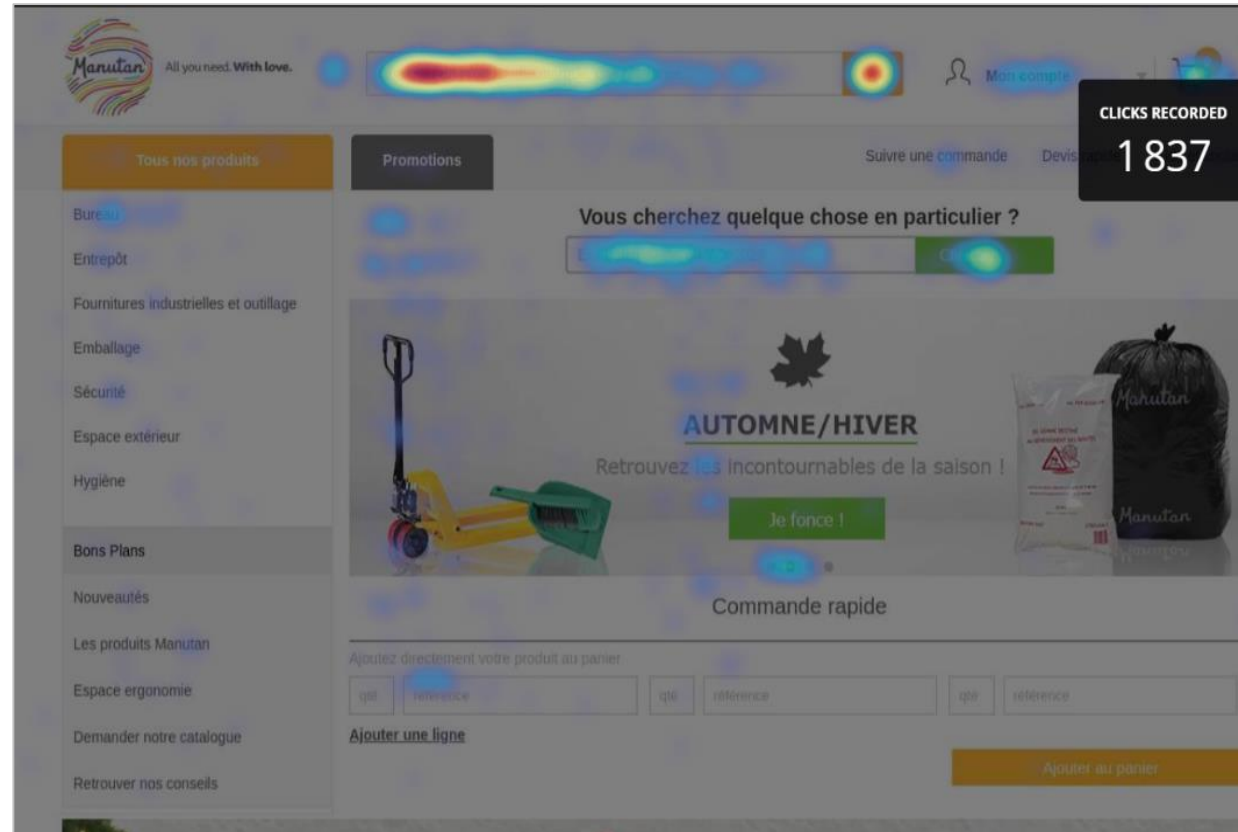 Manutan
All you need. With love.
Mon compte
CLICKS RECORDED
1 837
Tous nos produits
Promotions
Suivre une commande
Devis
Bureau
Entrepôt
Fournitures industrielles et outillage
Emballage
Sécurité
Espace extérieur
Hygiène
Bons Plans
Nouveautés
Les produits Manutan
Espace ergonomie
Demander notre catalogue
Retrouver nos conseils
Vous cherchez quelque chose en particulier ?
AUTOMNE/HIVER
Retrouvez les incontournables de la saison !
Je fonce !
Manutan
Manutan
Commande rapide
Ajoutez directement votre produit au panier
qté référence qté référence qté référence
Ajouter une ligne
Ajouter au panier